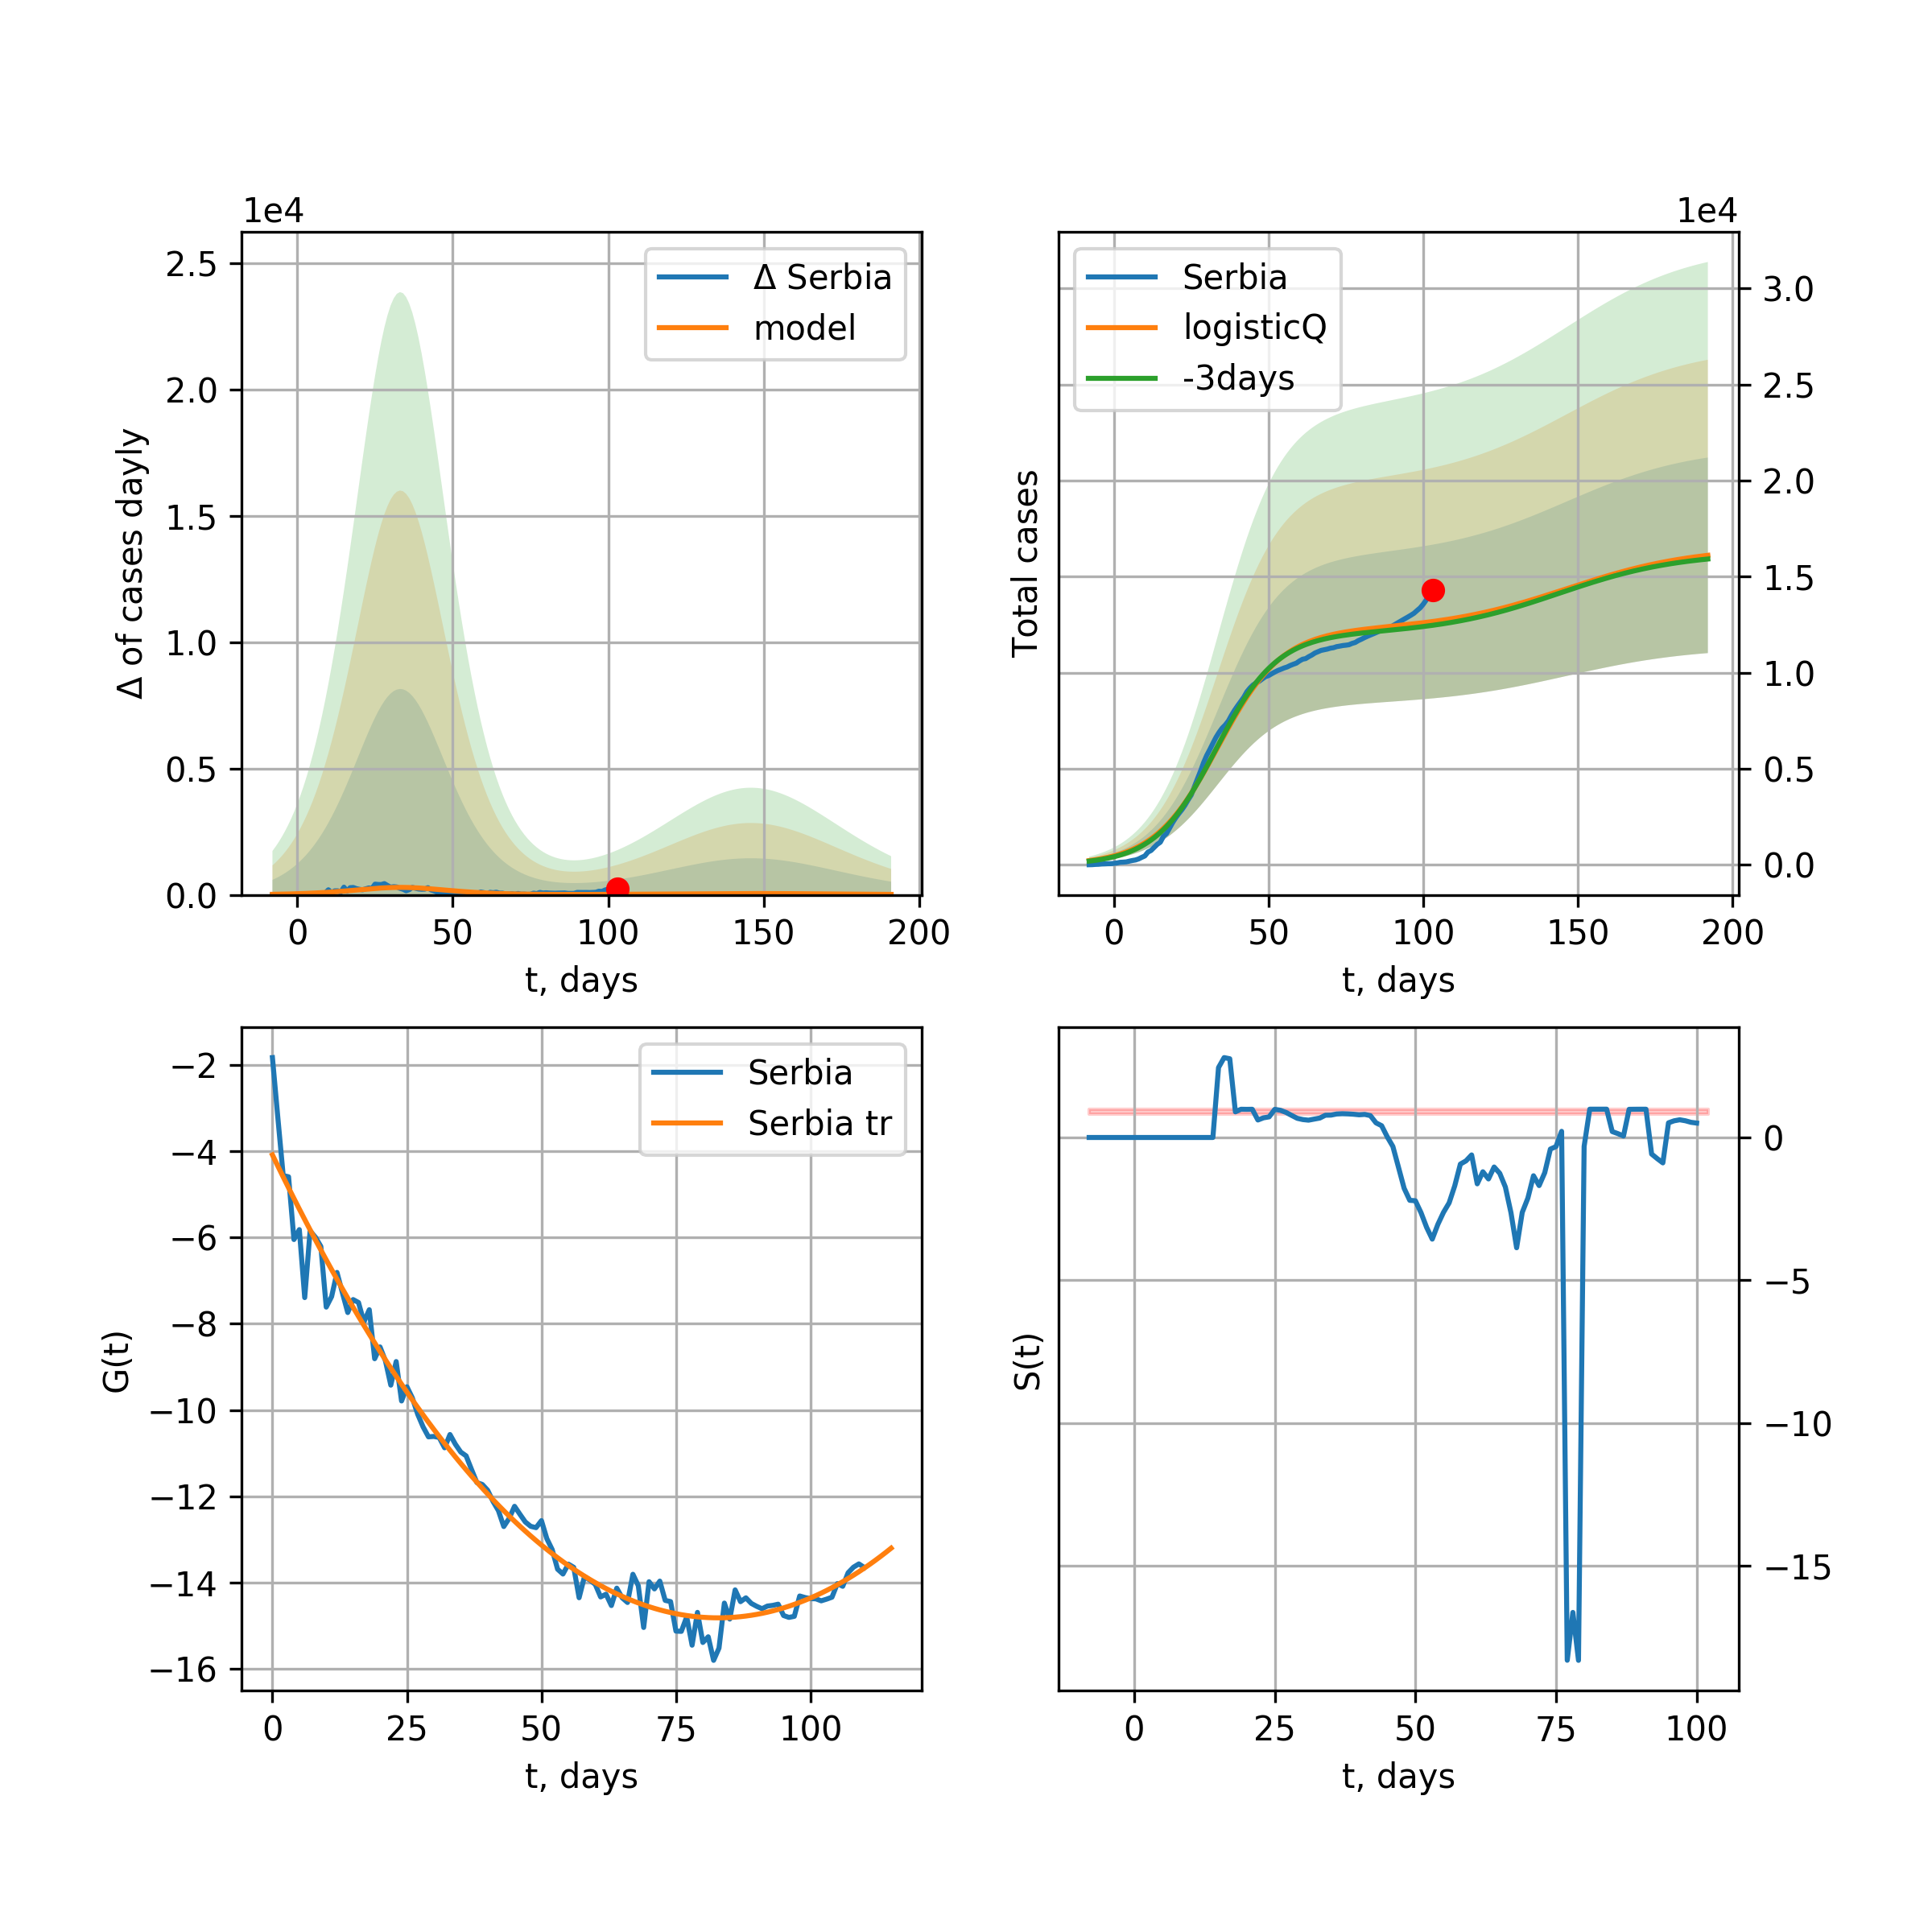 1e4
2.5
2.0
1.5
1.0
0.5
0.0
Δ of cases dayly
Δ Serbia
model
0
50
100
150
200
t, days
1e4
Total cases
Serbia
logisticQ
-3days
3.0
2.5
2.0
1.5
1.0
0.5
0.0
0
50
100
150
200
t, days
−2
−4
−6
−8
−10
−12
−14
−16
G(t)
Serbia
Serbia tr
0
25
50
75
100
t, days
S(t)
0
−5
−10
−15
0
25
50
75
100
t, days